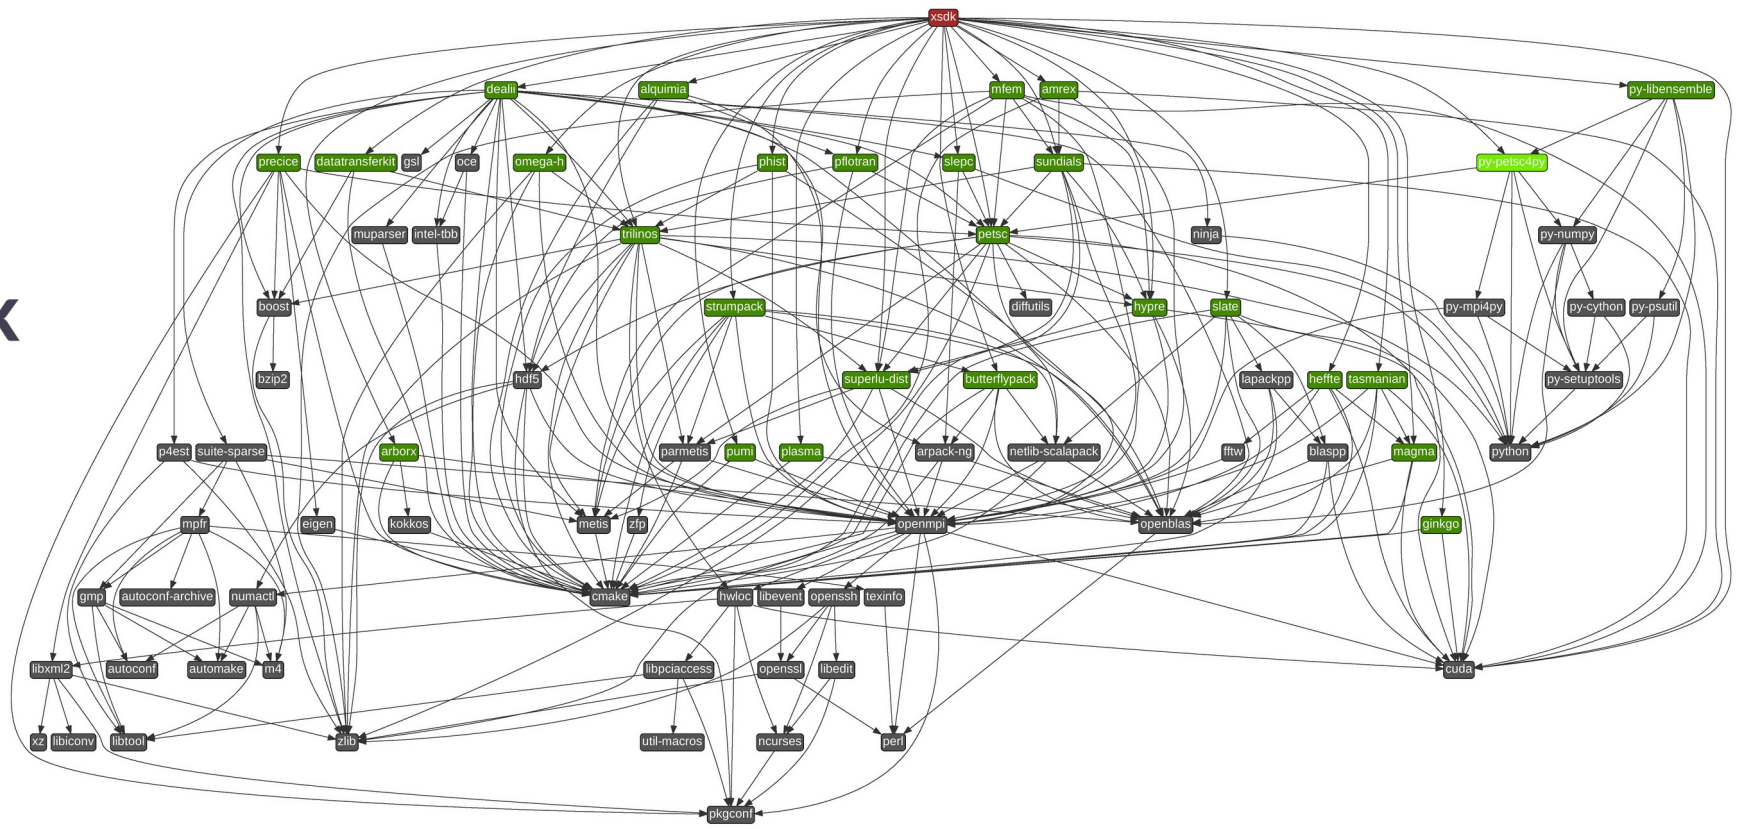 xsdk
dealii alquimia mfem amrex py-libensemble
precice datatransferkit gsl oce omega-h phist pflotran slepc sundials py-petsc4py
muparser intel-tbb trilinos petsc ninja py-numpy
boost strumpack diffutils hypre slate py-mpi4py py-cython py-psutil
bzip2 hdf5 superlu-dist butterflypack lapackpp heffte tasmanian py-setuptools
p4est suite-sparse arborx parmetis pumi plasma arpack-ng netlib-scalapack fftw blaspp magma python
mpfr eigen kokkos metis zfp openmpi openblas ginkgo
gmp autoconf-archive numactl cmake hwloc libevent openssh texinfo
libxml2 autoconf automake m4 libpciaccess openssl libedit cuda
xz libiconv libtool zlib util-macros ncurses perl
pkgconf